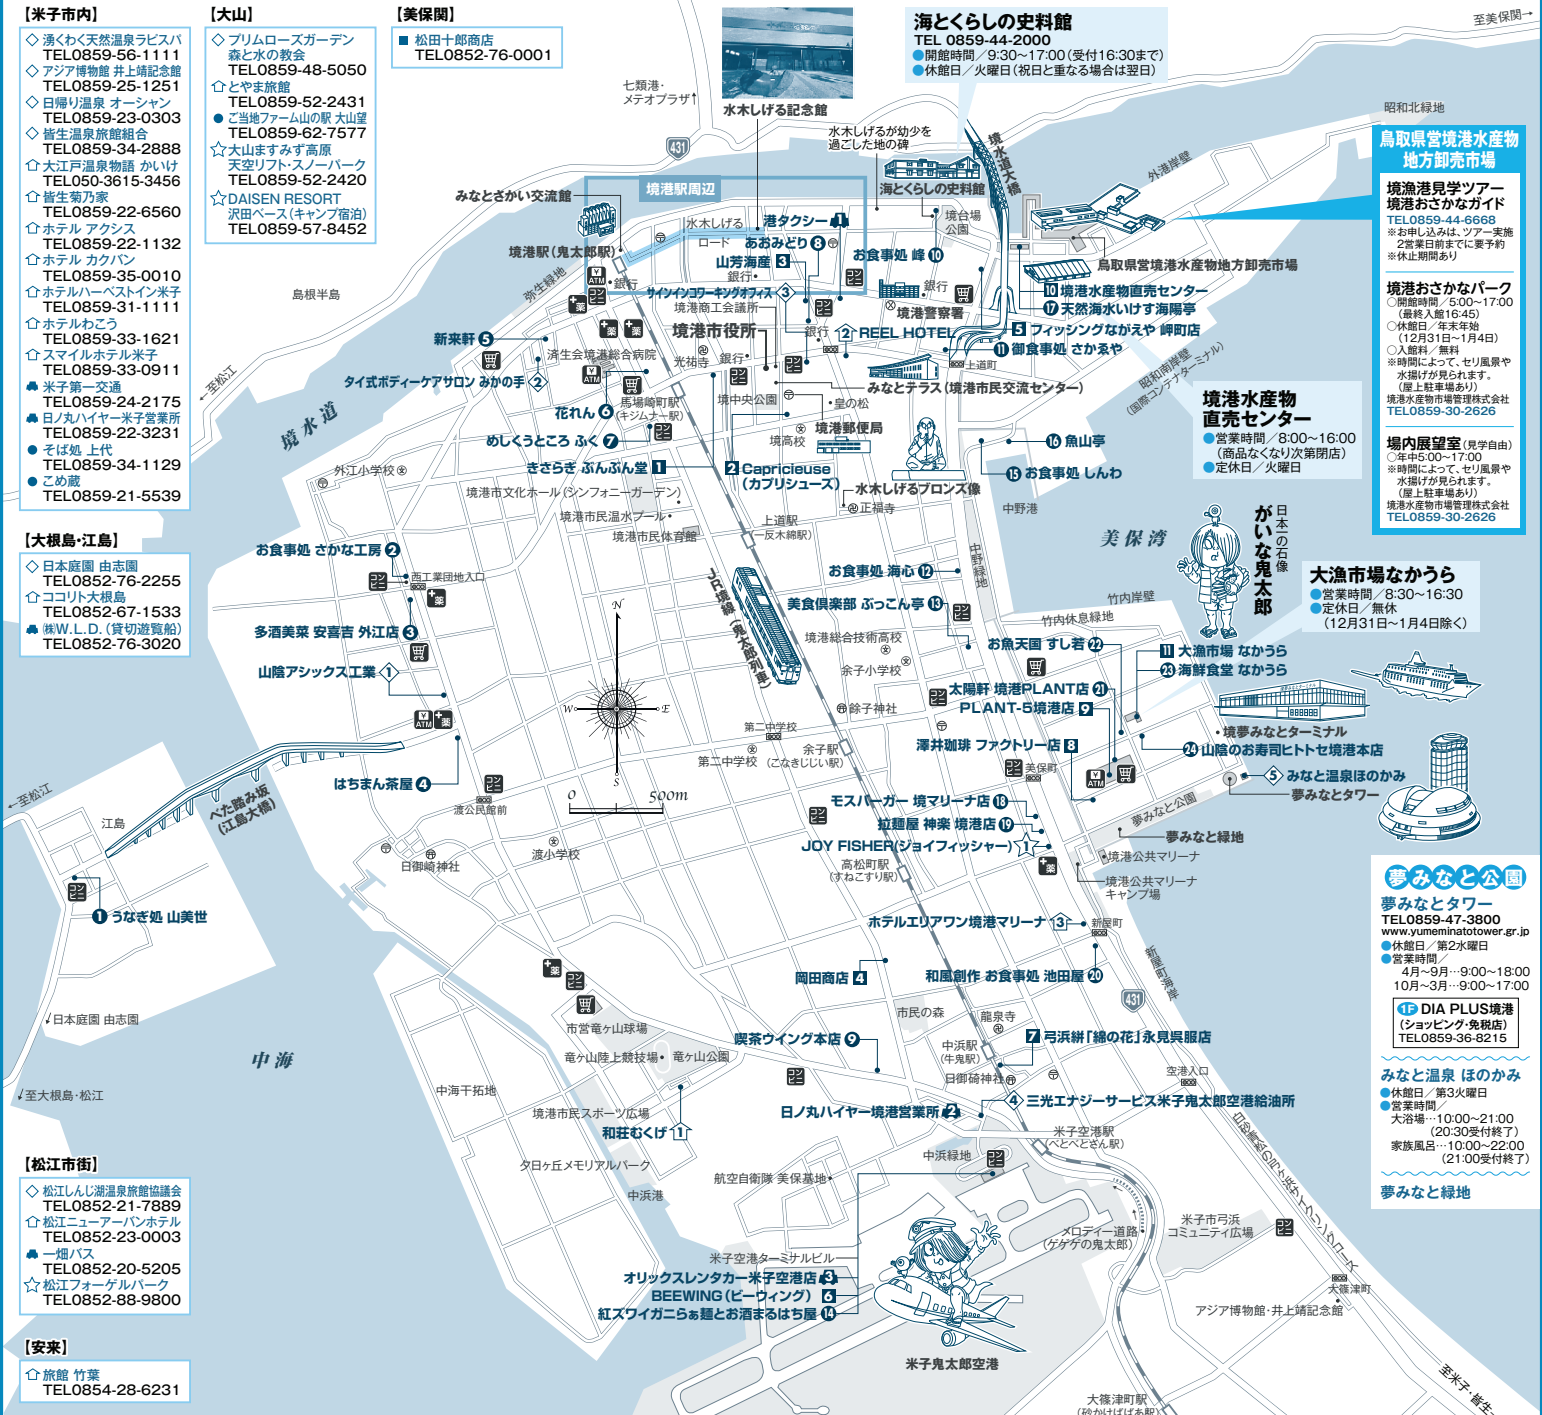 【米子市内】
◇ 湧くわく天然温泉ラピスパ
TEL0859-56-1111
◇ アジア博物館 井上靖記念館
TEL0859-25-1251
◇ 日帰り温泉 オーシャン
TEL0859-23-0303
◇ 皆生温泉旅館組合
TEL0859-34-2888
大江戸温泉物語 かいけ
TEL050-3615-3456
皆生菊乃家
TEL0859-22-6560
ホテル アクシス
TEL0859-22-1132
ホテル カクバン
TEL0859-35-0010
ホテルハーベストイン米子
TEL0859-31-1111
ホテルわこう
TEL0859-33-1621
スマイルホテル米子
TEL0859-33-0911
米子第一交通
TEL0859-24-2175
日ノ丸ハイヤー米子営業所
TEL0859-22-3231
● そば処 上代
TEL0859-34-1129
● こめ蔵
TEL0859-21-5539
【大山】
◇ プリムローズガーデン
森と水の教会
TEL0859-48-5050
とやま旅館
TEL0859-52-2431
● ご当地ファーム山の駅 大山望
TEL0859-62-7577
☆大山ますみず高原
天空リフト・スノーパーク
TEL0859-52-2420
☆DAISEN RESORT
沢田ベース(キャンプ宿泊)
TEL0859-57-8452
【美保関】
■ 松田十郎商店
TEL0852-76-0001
【大根島・江島】
◇ 日本庭園 由志園
TEL0852-76-2255
ココリト大根島
TEL0852-67-1533
㈱W.L.D.(貸切遊覧船)
TEL0852-76-3020
【松江市街】
◇ 松江しんじ湖温泉旅館協議会
TEL0852-21-7889
松江ニューアーバンホテル
TEL0852-23-0003
一畑バス
TEL0852-20-5205
☆松江フォーゲルパーク
TEL0852-88-9800
【安来】
旅館 竹葉
TEL0854-28-6231
水木しげる記念館
海とくらしの史料館
TEL 0859-44-2000
●開館時間/9:30〜17:00(受付16:30まで)
●休館日/火曜日(祝日と重なる場合は翌日)
至美保関→
昭和北緑地
七類港・
メテオプラザ↑
431
水木しげるが幼少を
過ごした地の碑
境水道大橋
外港岸壁
海とくらしの史料館
境港駅周辺
みなとさかい交流館
境港駅(鬼太郎駅)
水木しげる
ロード
港タクシー 1
あおみどり 8
山芳海産 3
銀行
サインインコワーキングオフィス 3
境港商工会議所
境港市役所
お食事処 峰 10
境台場
公園
銀行
境港警察署
鳥取県営境港水産物地方卸売市場
10 境港水産物直売センター
17 天然海水いけす海陽亭
5 フィッシングながえや 岬町店
11 御食事処 さかゑや
2 REEL HOTEL
上道町
みなとテラス(境港市民交流センター)
昭和南岸壁
(国際コンテナターミナル)
島根半島
弥生緑地
ATM
銀行
コンビニ
薬
新来軒 5
済生会境港総合病院
光祐寺
銀行
銀行
タイ式ボディーケアサロン みかの手 2
花れん 6
馬場崎町駅
(キジムナー駅)
境中央公園
皇の松
めしくうところ ふく 7
境高校
境港郵便局
きさらぎ ぶんぶん堂 1
2 Capricieuse
(カプリシューズ)
水木しげるブロンズ像
正福寺
境港市文化ホール(シンフォニーガーデン)
境港市民温水プール
境港市民体育館
上道駅
(一反木綿駅)
←至松江
境水道
外江小学校
16 魚山亭
15 お食事処 しんわ
中野港
中野緑地
美保湾
お食事処 さかな工房 2
西工業団地入口
多酒美菜 安喜吉 外江店 3
山陰アシックス工業 1
JR境線(鬼太郎列車)
N
W
E
S
0 500m
お食事処 海心 12
美食倶楽部 ぶっこん亭 13
境港総合技術高校
余子小学校
竹内岸壁
竹内休息緑地
お魚天国 すし若 22
11 大漁市場 なかうら
23 海鮮食堂 なかうら
太陽軒 境港PLANT店 21
PLANT-5境港店 9
澤井珈琲 ファクトリー店 8
餘子神社
第二中学校
第二中学校
余子駅
(こなきじじい駅)
美保町
境夢みなとターミナル
24 山陰のお寿司ヒトトセ境港本店
5 みなと温泉ほのかみ
夢みなとタワー
夢みなと公園
夢みなと緑地
境港公共マリーナ
境港公共マリーナ
キャンプ場
はちまん茶屋 4
渡公民館前
渡小学校
日御崎神社
べた踏み坂
(江島大橋)
←至松江
江島
1 うなぎ処 山美世
↓日本庭園 由志園
↓至大根島・松江
中海
モスバーガー 境マリーナ店 18
拉麺屋 神楽 境港店 19
JOY FISHER(ジョイフィッシャー) 1
高松町駅
(すねこすり駅)
ホテルエリアワン境港マリーナ 3
新屋町
新屋町海岸
岡田商店 4
和風創作 お食事処 池田屋 20
431
市民の森
龍泉寺
7 弓浜絣「綿の花」永見呉服店
中浜駅
(牛鬼駅)
日御碕神社
空港入口
市営竜ヶ山球場
竜ヶ山陸上競技場
竜ヶ山公園
中海干拓地
境港市民スポーツ広場
和荘むくげ 1
喫茶ウイング本店 9
日ノ丸ハイヤー境港営業所 2
4 三光エナジーサービス米子鬼太郎空港給油所
米子空港駅
(べとべとさん駅)
中浜緑地
夕日ヶ丘メモリアルパーク
中浜港
航空自衛隊 美保基地
米子空港ターミナルビル
オリックスレンタカー米子空港店 3
BEEWING(ビーウィング) 6
紅ズワイガニらぁ麺とお酒まるはち屋 14
米子鬼太郎空港
メロディー道路
(ゲゲゲの鬼太郎)
米子市弓浜
コミュニティ広場
白砂青松の弓ヶ浜サイクリングコース
大篠津町
アジア博物館・井上靖記念館
大篠津町駅
(砂かけばばあ駅)
至米子・皆生→
鳥取県営境港水産物
地方卸売市場
境漁港見学ツアー
境港おさかなガイド
TEL0859-44-6668
※お申し込みは、ツアー実施
2営業日前までに要予約
※休止期間あり
境港おさかなパーク
○開館時間/5:00〜17:00
(最終入館16:45)
○休館日/年末年始
(12月31日〜1月4日)
○入館料/無料
※時間によって、セリ風景や
水揚げが見られます。
(屋上駐車場あり)
境港水産物市場管理株式会社
TEL0859-30-2626
場内展望室(見学自由)
○年中5:00〜17:00
※時間によって、セリ風景や
水揚げが見られます。
(屋上駐車場あり)
境港水産物市場管理株式会社
TEL0859-30-2626
境港水産物
直売センター
●営業時間/8:00〜16:00
(商品なくなり次第閉店)
●定休日/火曜日
日本一の石像
がいな鬼太郎
大漁市場なかうら
●営業時間/8:30〜16:30
●定休日/無休
(12月31日〜1月4日除く)
夢みなと公園
夢みなとタワー
TEL0859-47-3800
www.yumeminatotower.gr.jp
●休館日/第2水曜日
●営業時間/
4月〜9月…9:00〜18:00
10月〜3月…9:00〜17:00
1F DIA PLUS境港
(ショッピング・免税店)
TEL0859-36-8215
みなと温泉 ほのかみ
●休館日/第3火曜日
●営業時間/
大浴場…10:00〜21:00
(20:30受付終了)
家族風呂…10:00〜22:00
(21:00受付終了)
夢みなと緑地